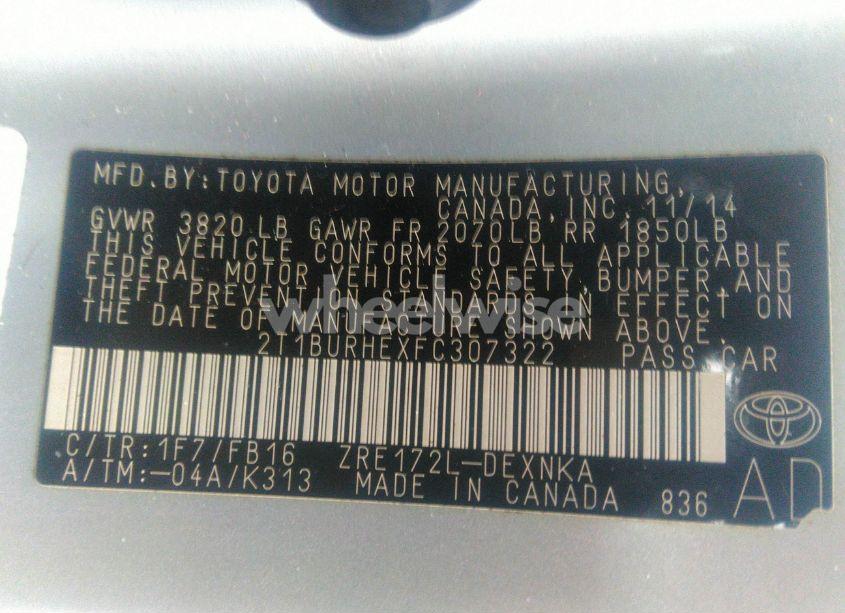 MFD. BY: TOYOTA MOTOR MANUFACTURING,
CANADA, INC. 11/14
GVWR 3820 LB GAWR FR 2070LB RR 1850LB
THIS VEHICLE CONFORMS TO ALL APPLICABLE
FEDERAL MOTOR VEHICLE SAFETY, BUMPER, AND
THEFT PREVENTION STANDARDS IN EFFECT ON
THE DATE OF MANUFACTURE SHOWN ABOVE.
wheelwise
2T1BURHEXFC307322 PASS. CAR
C/TR: 1F7/FB16 ZRE172L-DEXNKA
A/TM: -04A/K313 MADE IN CANADA 836
AD